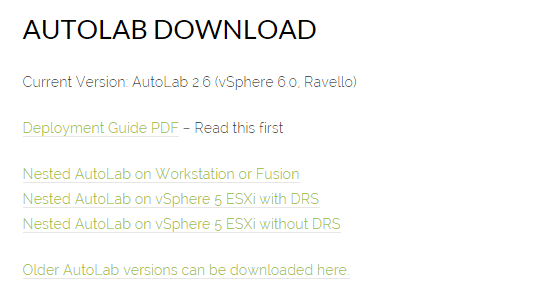 AUTOLAB DOWNLOAD
Current Version: AutoLab 2.6 (vSphere 6.0, Ravello)
Deployment Guide PDF – Read this first
Nested AutoLab on Workstation or Fusion
Nested AutoLab on vSphere 5 ESXi with DRS
Nested AutoLab on vSphere 5 ESXi without DRS
Older AutoLab versions can be downloaded here.